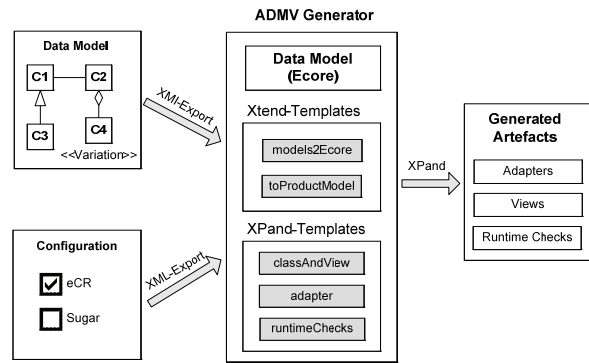 ADMV Generator
Data Model
C1
C2
C3
C4
<<Variation>>
XMI-Export
Configuration
eCR
Sugar
XML-Export
Data Model
(Ecore)
Xtend-Templates
models2Ecore
toProductModel
XPand-Templates
classAndView
adapter
runtimeChecks
XPand
Generated
Artefacts
Adapters
Views
Runtime Checks